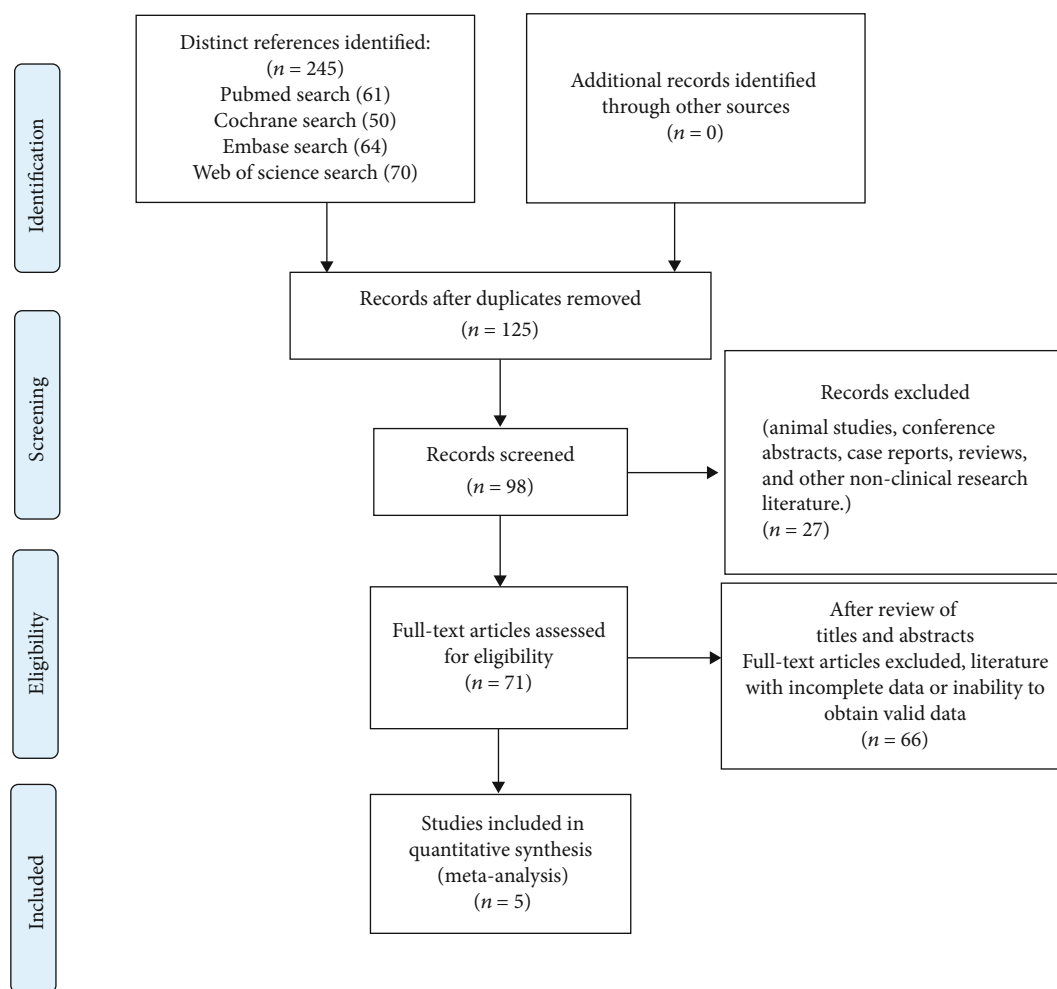 Identification
Distinct references identified:
(n = 245)
Pubmed search (61)
Cochrane search (50)
Embase search (64)
Web of science search (70)
Additional records identified
through other sources
(n = 0)
Records after duplicates removed
(n = 125)
Screening
Records screened
(n = 98)
Records excluded
(animal studies, conference
abstracts, case reports, reviews,
and other non-clinical research
literature.)
(n = 27)
Eligibility
Full-text articles assessed
for eligibility
(n = 71)
After review of
titles and abstracts
Full-text articles excluded, literature
with incomplete data or inability to
obtain valid data
(n = 66)
Included
Studies included in
quantitative synthesis
(meta-analysis)
(n = 5)